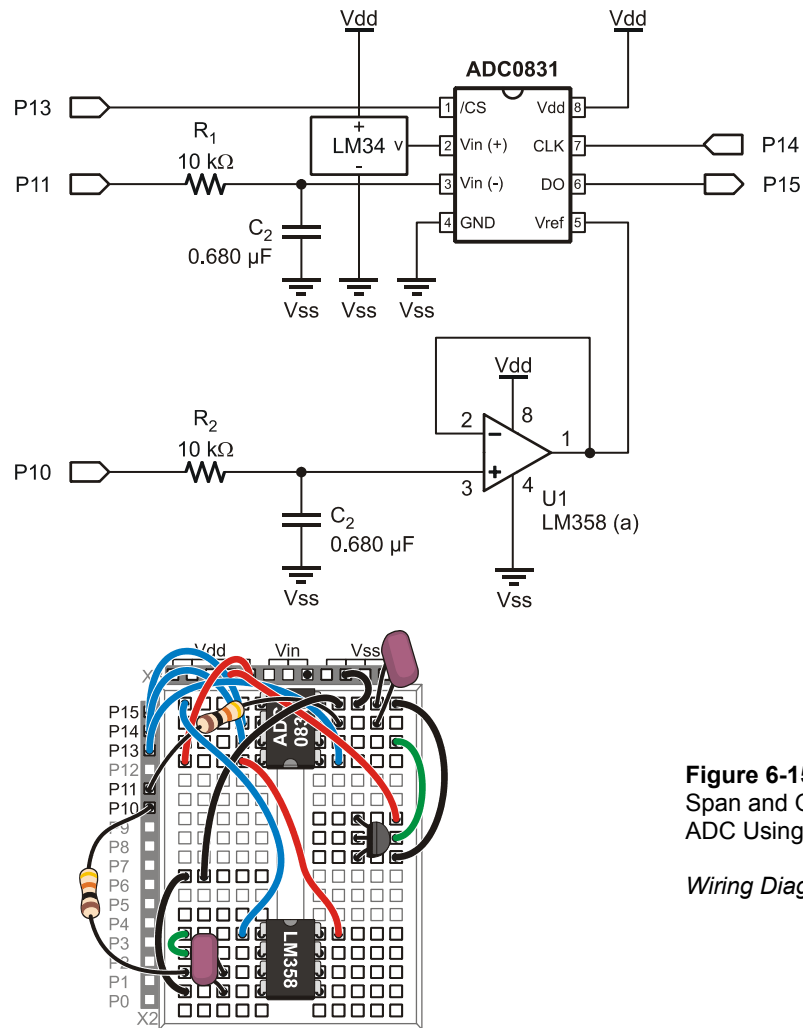 Vdd
Vdd
ADC0831
P13
1 /CS Vdd 8
R1
LM34
+
v
-
2 Vin (+) CLK 7
P14
10 kΩ
P11
3 Vin (-) DO 6
P15
C2
0.680 µF
4 GND Vref 5
Vss Vss Vss
Vdd
R2
10 kΩ
2
8
1
P10
3
4
U1
LM358 (a)
C2
0.680 µF
Vss
Vdd Vin Vss
P15
P14
P13
P12
P11
P10
P9
P8
P7
P6
P5
P4
P3
P2
P1
P0
X2
LM358
Figure 6-15
Span and O
ADC Using
Wiring Diag